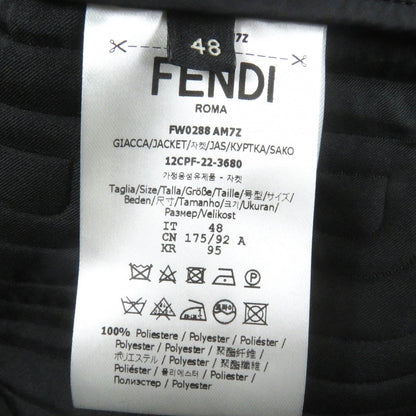 48
7Z
FENDI
ROMA
FW0288 AM7Z
GIACCA/JACKET/자켓/JAS/КУРТКА/SAKO
12CPF-22-3680
가정용섬유제품 - 자켓
Taglia/Size/Talla/Größe/Taille/号型/サイズ/
Beden/尺寸/Tamanho/크기/Ukuran/
Размер/Velikost
IT 48
CN 175/92 A
KR 95
100% Poliestere / Polyester / Polyester /
Poliéster / Polyester / Polyester / 聚酯纤维 /
ポリエステル / Polyester / 聚酯纖維 /
Poliéster / 폴리에스터 / Poliester /
Полиэстер / Polyester